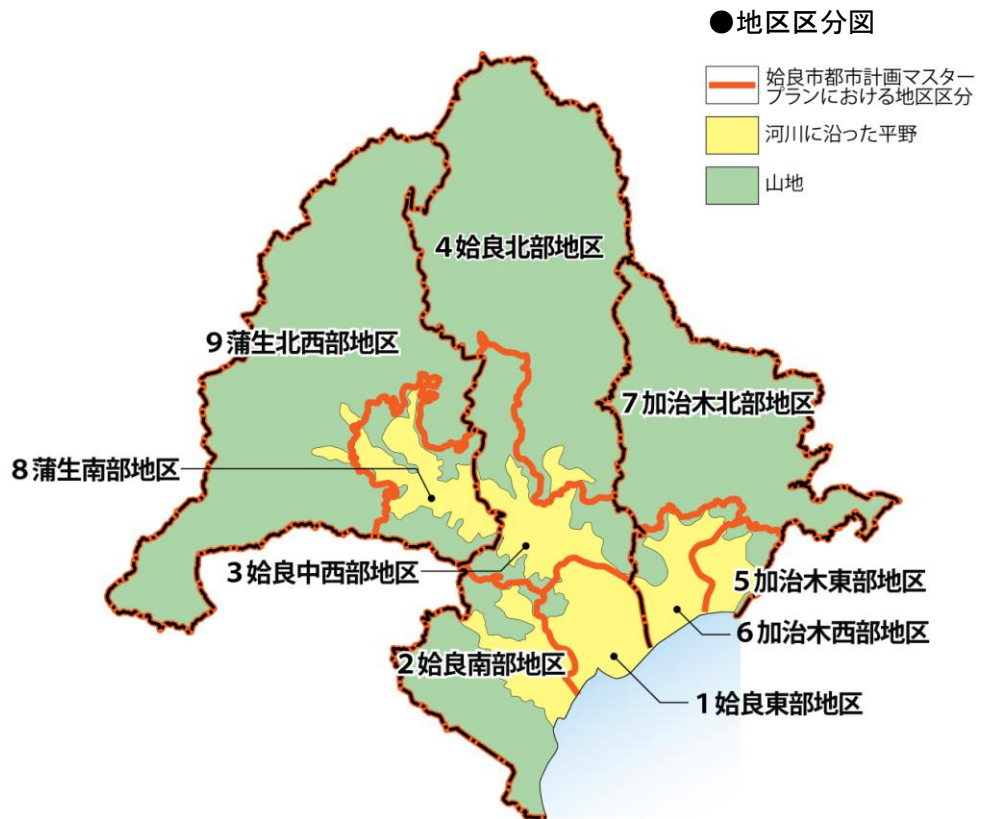 ●地区区分図
姶良市都市計画マスター
プランにおける地区区分
河川に沿った平野
山地
4姶良北部地区
9蒲生北西部地区
7加治木北部地区
8蒲生南部地区
3姶良中西部地区
5加治木東部地区
6加治木西部地区
2姶良南部地区
1姶良東部地区